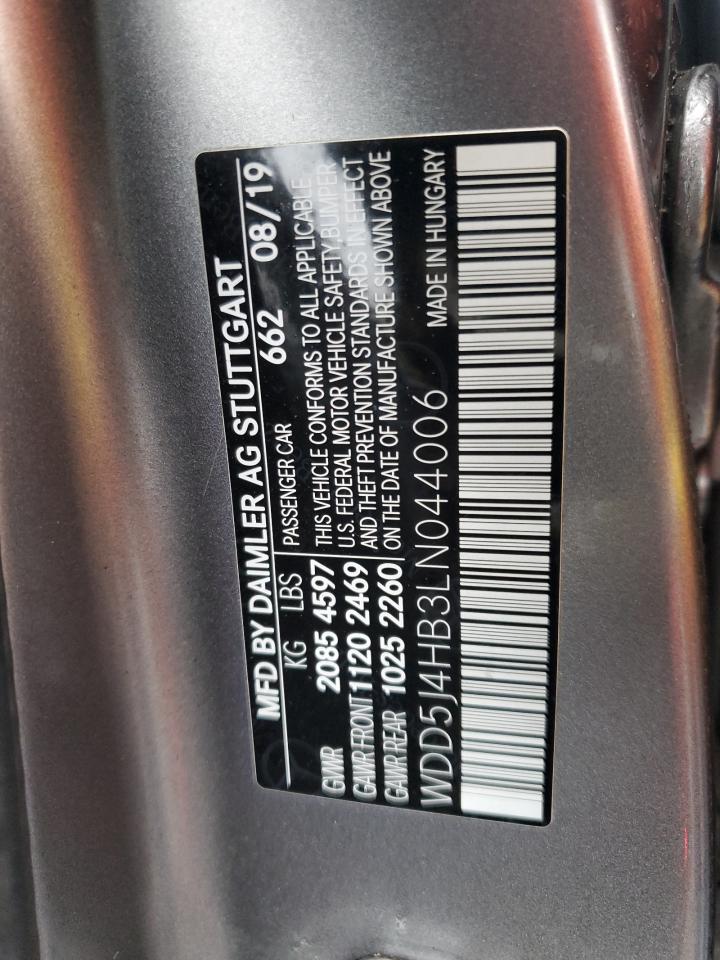 MFD BY DAIMLER AG STUTTGART
KG LBS 662 08/19
GVWR 2085 4597 PASSENGER CAR
GAWR FRONT 1120 2469 THIS VEHICLE CONFORMS TO ALL APPLICABLE
GAWR REAR 1025 2260 U.S. FEDERAL MOTOR VEHICLE SAFETY, BUMPER
AND THEFT PREVENTION STANDARDS IN EFFECT
ON THE DATE OF MANUFACTURE SHOWN ABOVE
WDD5J4HB3LN044006 MADE IN HUNGARY